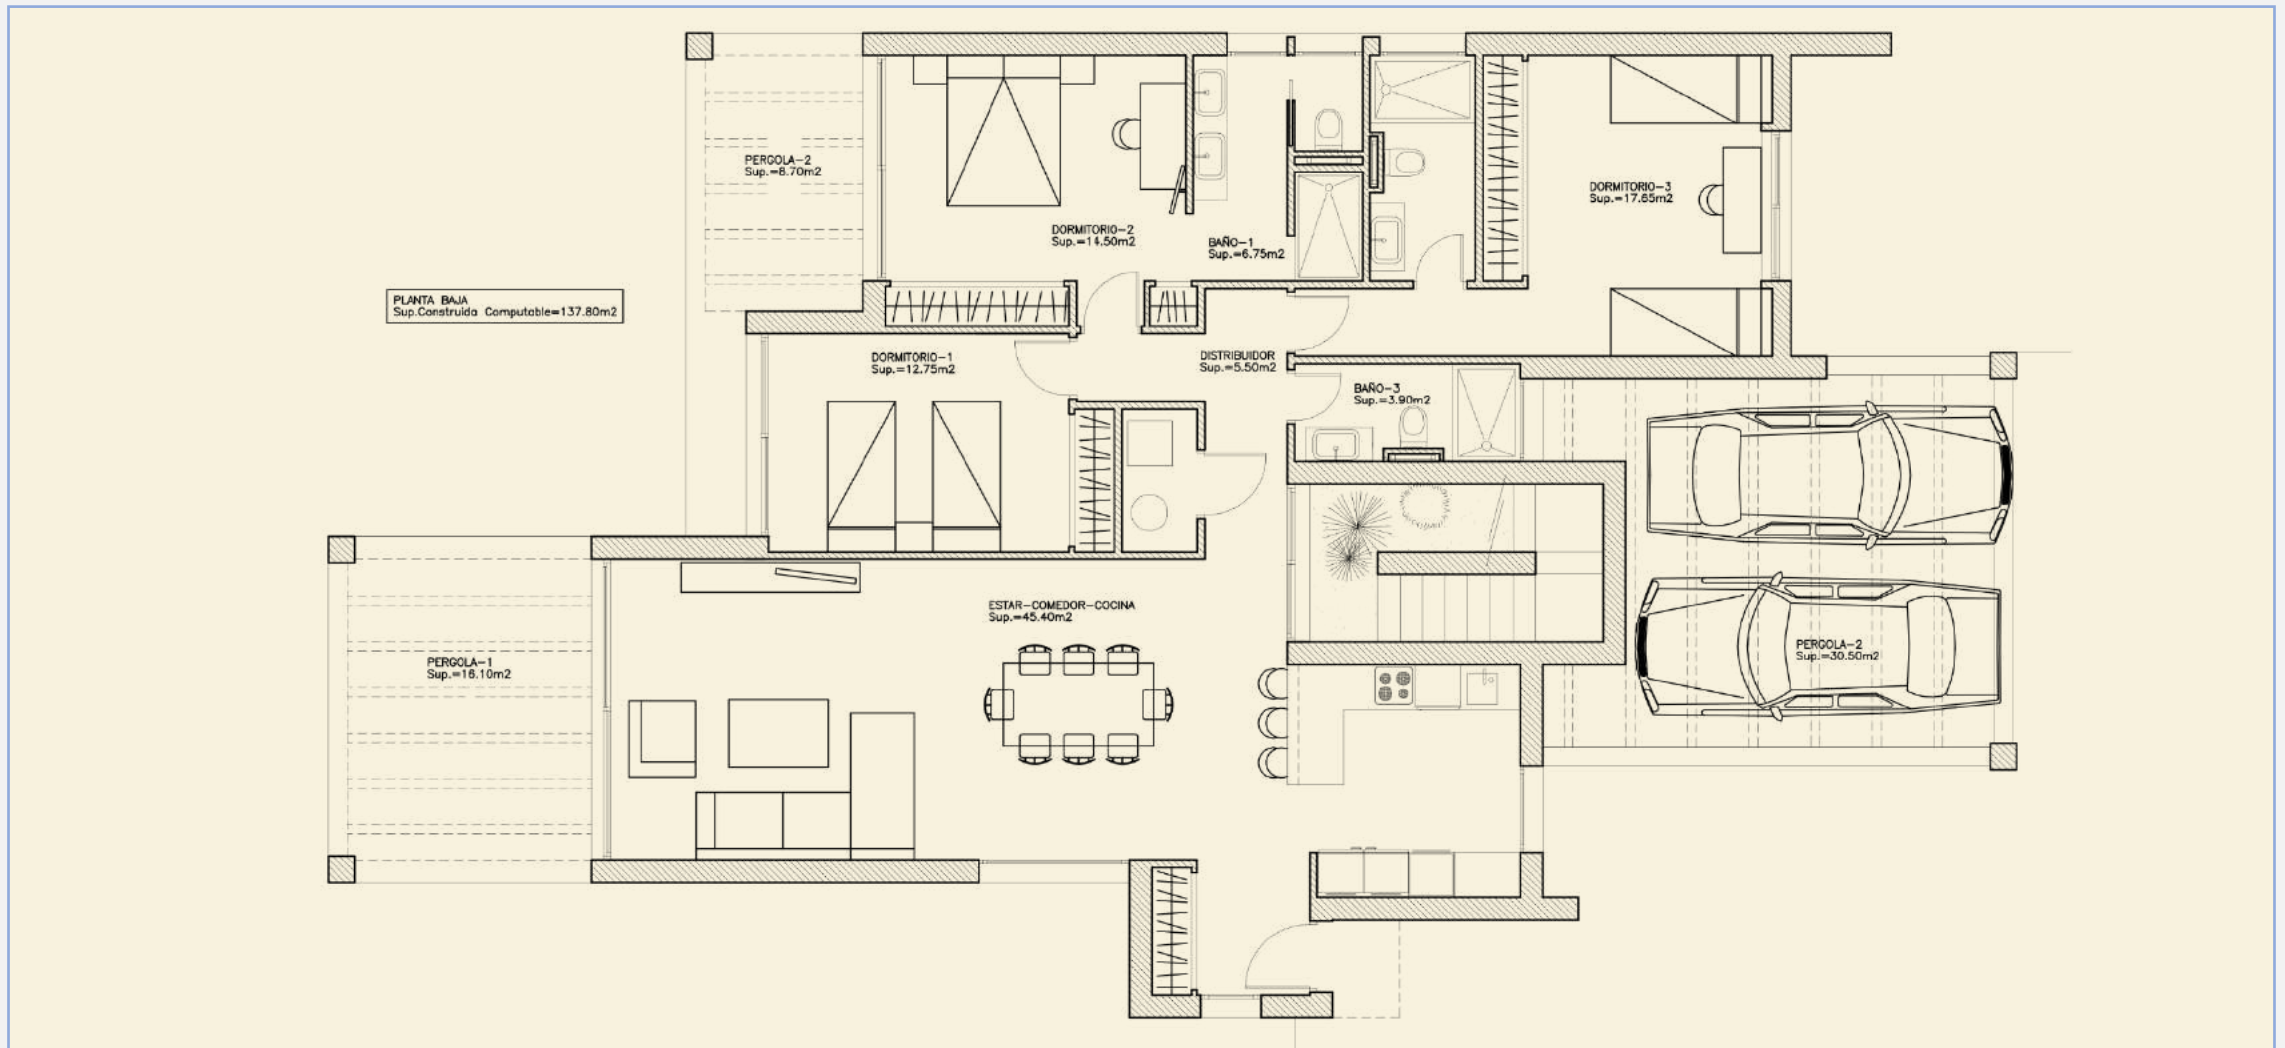 PERGOLA-2
Sup.=8.70m2
DORMITORIO-3
Sup.=17.65m2
DORMITORIO-2
Sup.=14.50m2
BAÑO-1
Sup.=6.75m2
PLANTA BAJA
Sup.Construida Computable=137.80m2
DORMITORIO-1
Sup.=12.75m2
DISTRIBUIDOR
Sup.=5.50m2
BAÑO-3
Sup.=3.90m2
ESTAR-COMEDOR-COCINA
Sup.=45.40m2
PERGOLA-2
Sup.=30.50m2
PERGOLA-1
Sup.=16.10m2